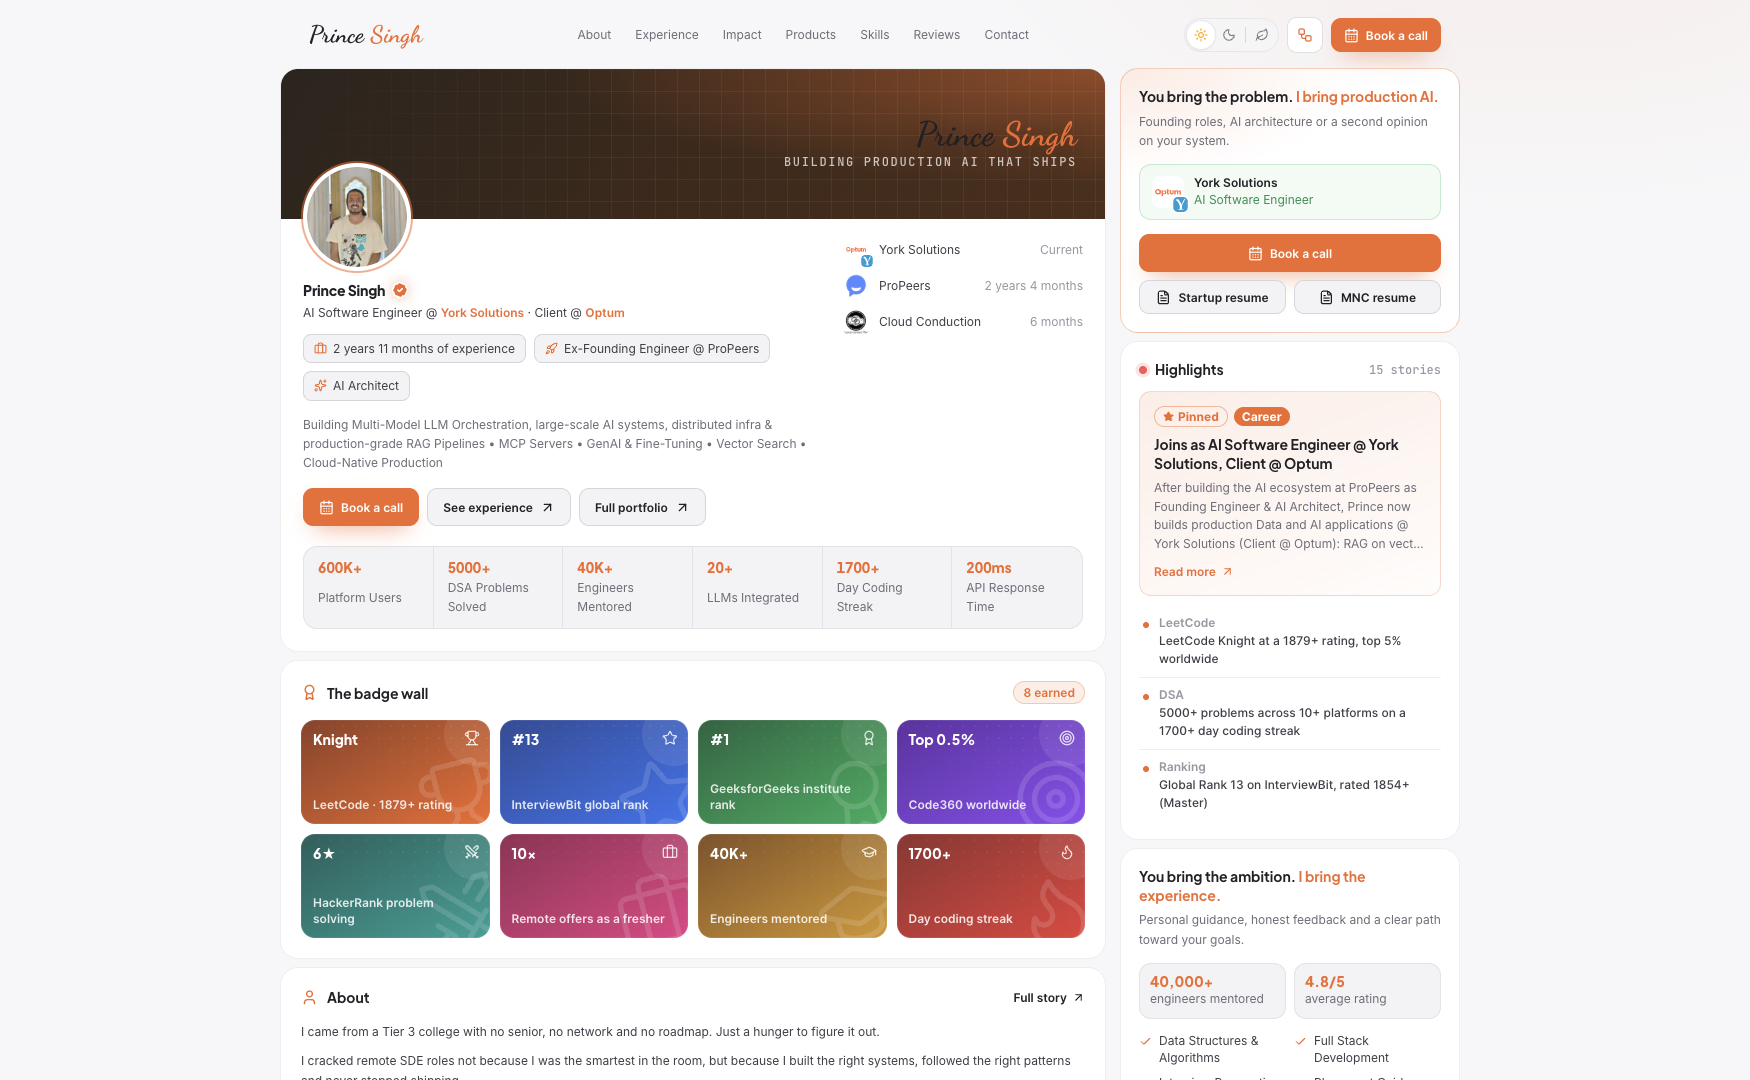 Prince Singh
About
Experience
Impact
Products
Skills
Reviews
Contact
Book a call
Prince Singh
BUILDING PRODUCTION AI THAT SHIPS
Prince Singh
AI Software Engineer @ York Solutions · Client @ Optum
2 years 11 months of experience
Ex-Founding Engineer @ ProPeers
AI Architect
Building Multi-Model LLM Orchestration, large-scale AI systems, distributed infra &
production-grade RAG Pipelines • MCP Servers • GenAI & Fine-Tuning • Vector Search •
Cloud-Native Production
Book a call
See experience
Full portfolio
Optum
Y
York Solutions
Current
ProPeers
2 years 4 months
Cloud Conduction
6 months
600K+
Platform Users
5000+
DSA Problems
Solved
40K+
Engineers
Mentored
20+
LLMs Integrated
1700+
Day Coding
Streak
200ms
API Response
Time
The badge wall
8 earned
Knight
LeetCode · 1879+ rating
#13
InterviewBit global rank
#1
GeeksforGeeks institute
rank
Top 0.5%
Code360 worldwide
6★
HackerRank problem
solving
10×
Remote offers as a fresher
40K+
Engineers mentored
1700+
Day coding streak
About
Full story
I came from a Tier 3 college with no senior, no network and no roadmap. Just a hunger to figure it out.
I cracked remote SDE roles not because I was the smartest in the room, but because I built the right systems, followed the right patterns
and never stopped shipping.
You bring the problem. I bring production AI.
Founding roles, AI architecture or a second opinion
on your system.
Optum
Y
York Solutions
AI Software Engineer
Book a call
Startup resume
MNC resume
Highlights
15 stories
Pinned
Career
Joins as AI Software Engineer @ York
Solutions, Client @ Optum
After building the AI ecosystem at ProPeers as
Founding Engineer & AI Architect, Prince now
builds production Data and AI applications @
York Solutions (Client @ Optum): RAG on vect...
Read more
LeetCode
LeetCode Knight at a 1879+ rating, top 5%
worldwide
DSA
5000+ problems across 10+ platforms on a
1700+ day coding streak
Ranking
Global Rank 13 on InterviewBit, rated 1854+
(Master)
You bring the ambition. I bring the
experience.
Personal guidance, honest feedback and a clear path
toward your goals.
40,000+
engineers mentored
4.8/5
average rating
Data Structures &
Algorithms
Full Stack
Development